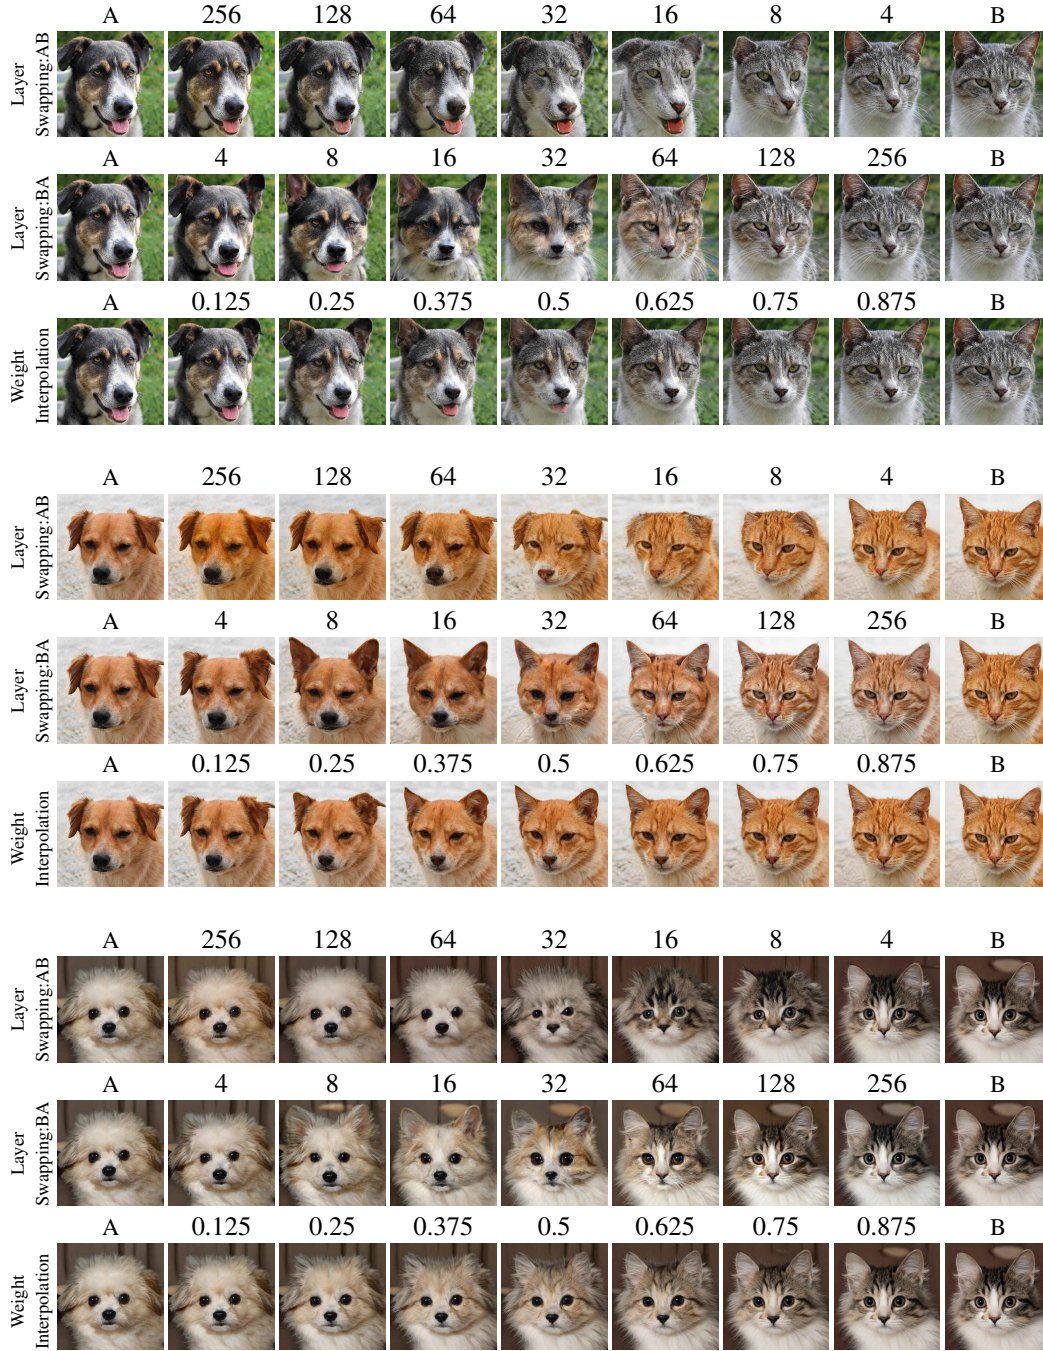 A 256 128 64 32 16 8 4 B
Layer
Swapping:AB
A 4 8 16 32 64 128 256 B
Layer
Swapping:BA
A 0.125 0.25 0.375 0.5 0.625 0.75 0.875 B
Weight
Interpolation
A 256 128 64 32 16 8 4 B
Layer
Swapping:AB
A 4 8 16 32 64 128 256 B
Layer
Swapping:BA
A 0.125 0.25 0.375 0.5 0.625 0.75 0.875 B
Weight
Interpolation
A 256 128 64 32 16 8 4 B
Layer
Swapping:AB
A 4 8 16 32 64 128 256 B
Layer
Swapping:BA
A 0.125 0.25 0.375 0.5 0.625 0.75 0.875 B
Weight
Interpolation